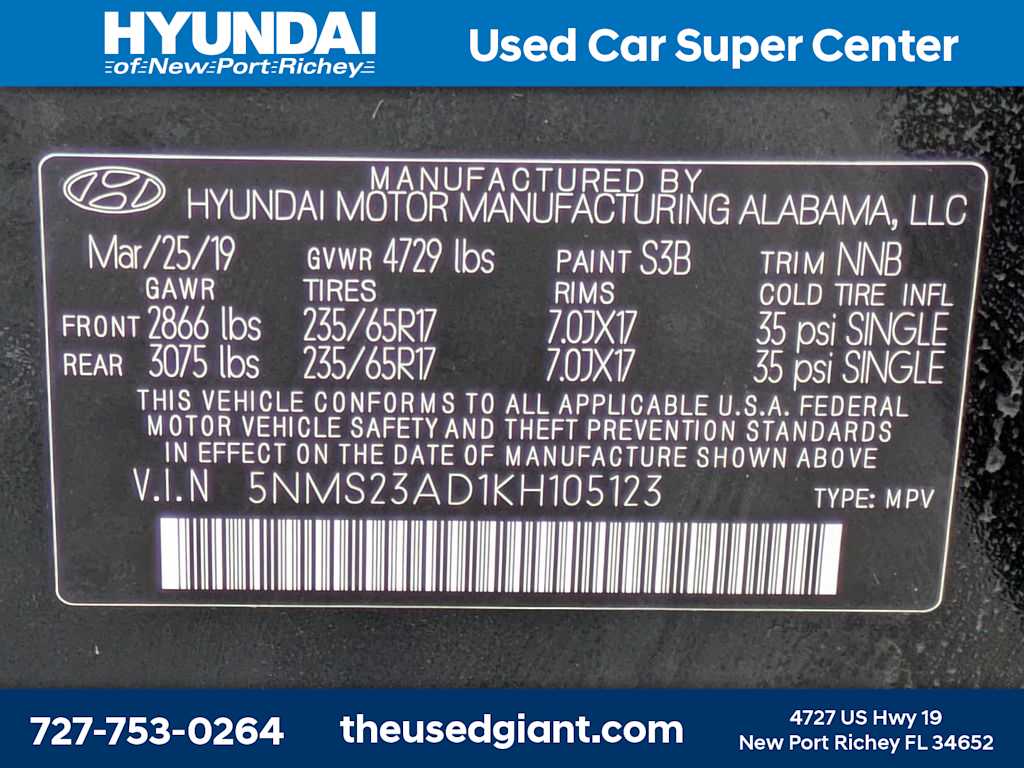 HYUNDAI
of New Port Richey
Used Car Super Center
MANUFACTURED BY
HYUNDAI MOTOR MANUFACTURING ALABAMA, LLC
Mar/25/19 GVWR 4729 lbs PAINT S3B TRIM NNB
GAWR TIRES RIMS COLD TIRE INFL
FRONT 2866 lbs 235/65R17 7.0JX17 35 psi SINGLE
REAR 3075 lbs 235/65R17 7.0JX17 35 psi SINGLE
THIS VEHICLE CONFORMS TO ALL APPLICABLE U.S.A. FEDERAL
MOTOR VEHICLE SAFETY AND THEFT PREVENTION STANDARDS
IN EFFECT ON THE DATE OF MANUFACTURE SHOWN ABOVE
V.I.N 5NMS23AD1KH105123 TYPE: MPV
727-753-0264 theusedgiant.com
4727 US Hwy 19
New Port Richey FL 34652